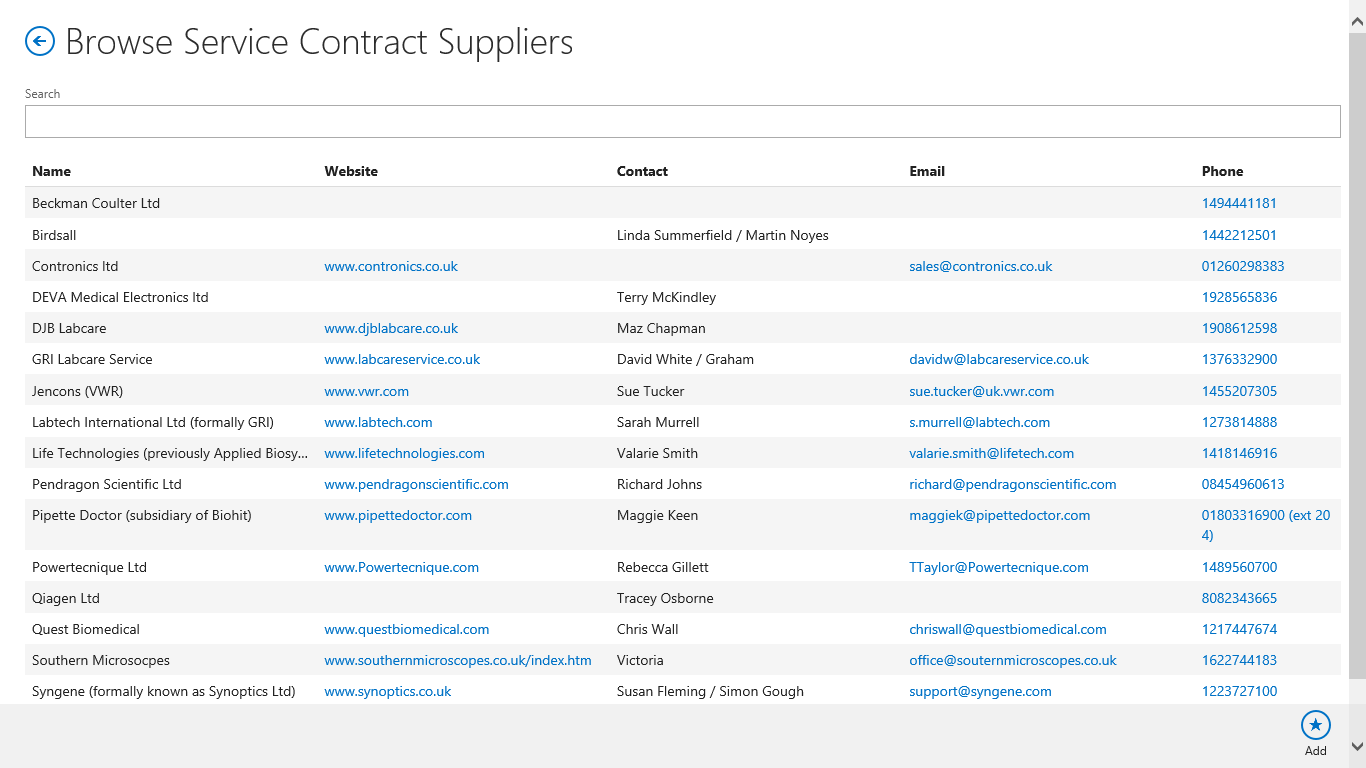 Browse Service Contract Suppliers
Search
Name Website Contact Email Phone
Beckman Coulter Ltd 1494441181
Birdsall Linda Summerfield / Martin Noyes 1442212501
Contronics ltd www.contronics.co.uk sales@contronics.co.uk 01260298383
DEVA Medical Electronics ltd Terry McKindley 1928565836
DJB Labcare www.djblabcare.co.uk Maz Chapman 1908612598
GRI Labcare Service www.labcareservice.co.uk David White / Graham davidw@labcareservice.co.uk 1376332900
Jencons (VWR) www.vwr.com Sue Tucker sue.tucker@uk.vwr.com 1455207305
Labtech International Ltd (formally GRI) www.labtech.com Sarah Murrell s.murrell@labtech.com 1273814888
Life Technologies (previously Applied Biosy... www.lifetechnologies.com Valarie Smith valarie.smith@lifetech.com 1418146916
Pendragon Scientific Ltd www.pendragonscientific.com Richard Johns richard@pendragonscientific.com 08454960613
Pipette Doctor (subsidiary of Biohit) www.pipettedoctor.com Maggie Keen maggiek@pipettedoctor.com 01803316900 (ext 20
4)
Powertecnique Ltd www.Powertecnique.com Rebecca Gillett TTaylor@Powertecnique.com 1489560700
Qiagen Ltd Tracey Osborne 8082343665
Quest Biomedical www.questbiomedical.com Chris Wall chriswall@questbiomedical.com 1217447674
Southern Microsocpes www.southernmicroscopes.co.uk/index.htm Victoria office@souternmicroscopes.co.uk 1622744183
Syngene (formally known as Synoptics Ltd) www.synoptics.co.uk Susan Fleming / Simon Gough support@syngene.com 1223727100
Add